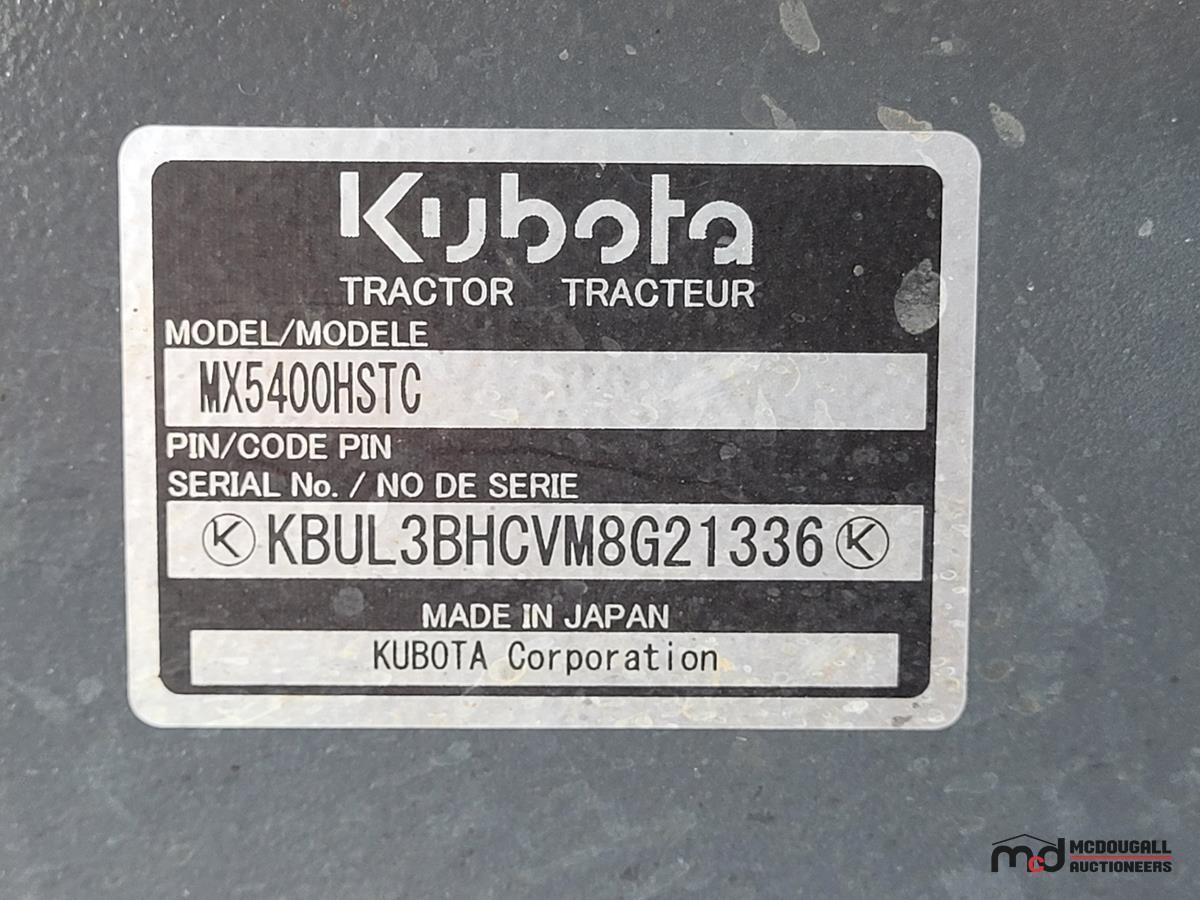 Kubota
TRACTOR TRACTEUR
MODEL/MODELE
MX5400HSTC
PIN/CODE PIN
SERIAL No. / NO DE SERIE
K KBUL3BHCVM8G21336 K
MADE IN JAPAN
KUBOTA Corporation
mcd MCDOUGALL
AUCTIONEERS